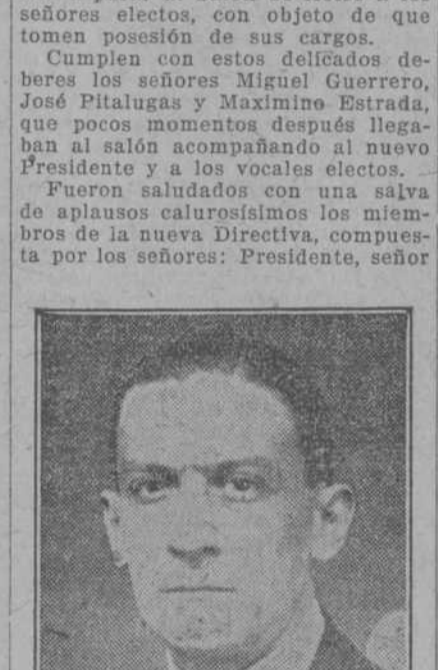 señores electos, con objeto de que
tomen posesión de sus cargos.
Cumplen con estos delicados de-
beres los señores Miguel Guerrero,
José Pitalugas y Maximino Estrada,
que pocos momentos después llega-
ban al salón acompañando al nuevo
Presidente y a los vocales electos.
Fueron saludados con una salva
de aplausos calurosísimos los miem-
bros de la nueva Directiva, compues-
ta por los señores: Presidente, señor